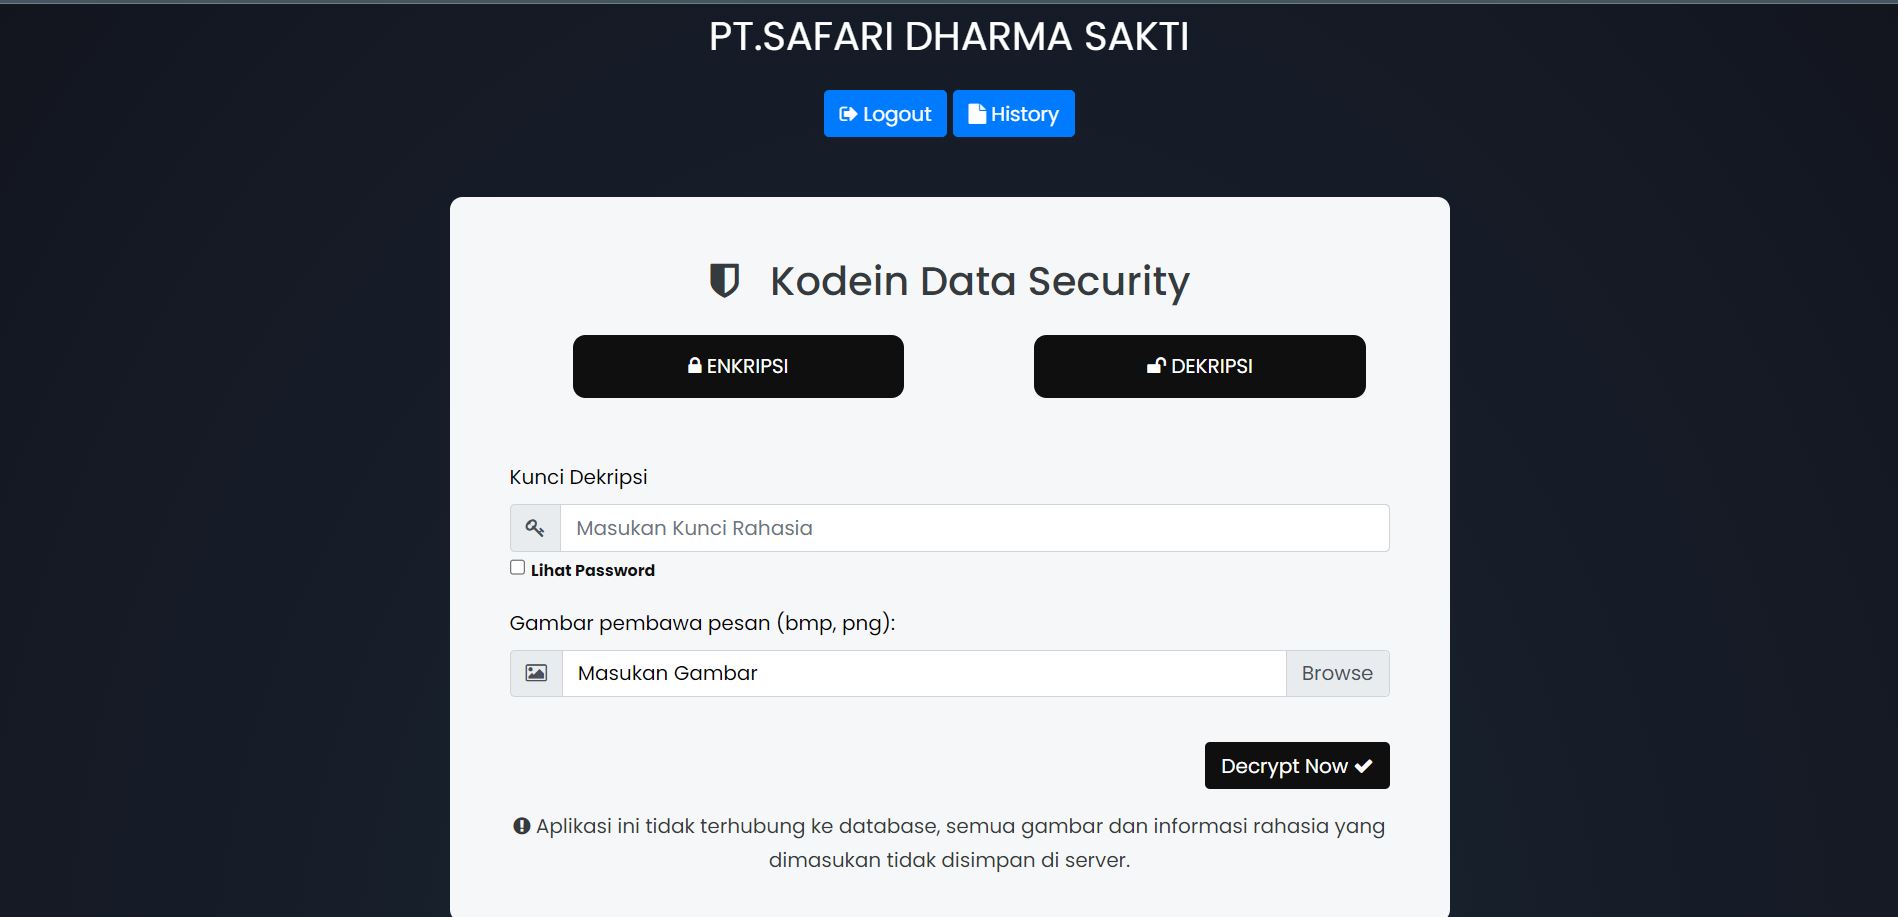 PT.SAFARI DHARMA SAKTI
Logout
History
Kodein Data Security
ENKRIPSI
DEKRIPSI
Kunci Dekripsi
Masukan Kunci Rahasia
Lihat Password
Gambar pembawa pesan (bmp, png):
Masukan Gambar
Browse
Decrypt Now
Aplikasi ini tidak terhubung ke database, semua gambar dan informasi rahasia yang
dimasukan tidak disimpan di server.